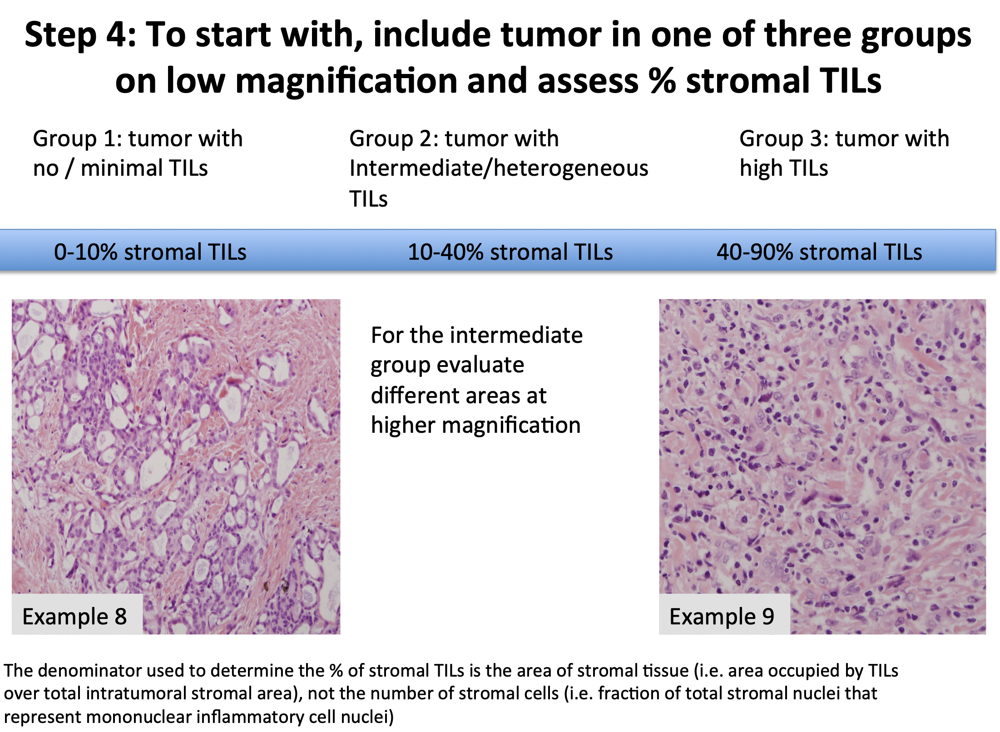 Step 4: To start with, include tumor in one of three groups
on low magnification and assess % stromal TILs
Group 1: tumor with
no / minimal TILs
Group 2: tumor with
Intermediate/heterogeneous
TILs
Group 3: tumor with
high TILs
0-10% stromal TILs
10-40% stromal TILs
40-90% stromal TILs
For the intermediate
group evaluate
different areas at
higher magnification
Example 8
Example 9
The denominator used to determine the % of stromal TILs is the area of stromal tissue (i.e. area occupied by TILs
over total intratumoral stromal area), not the number of stromal cells (i.e. fraction of total stromal nuclei that
represent mononuclear inflammatory cell nuclei)